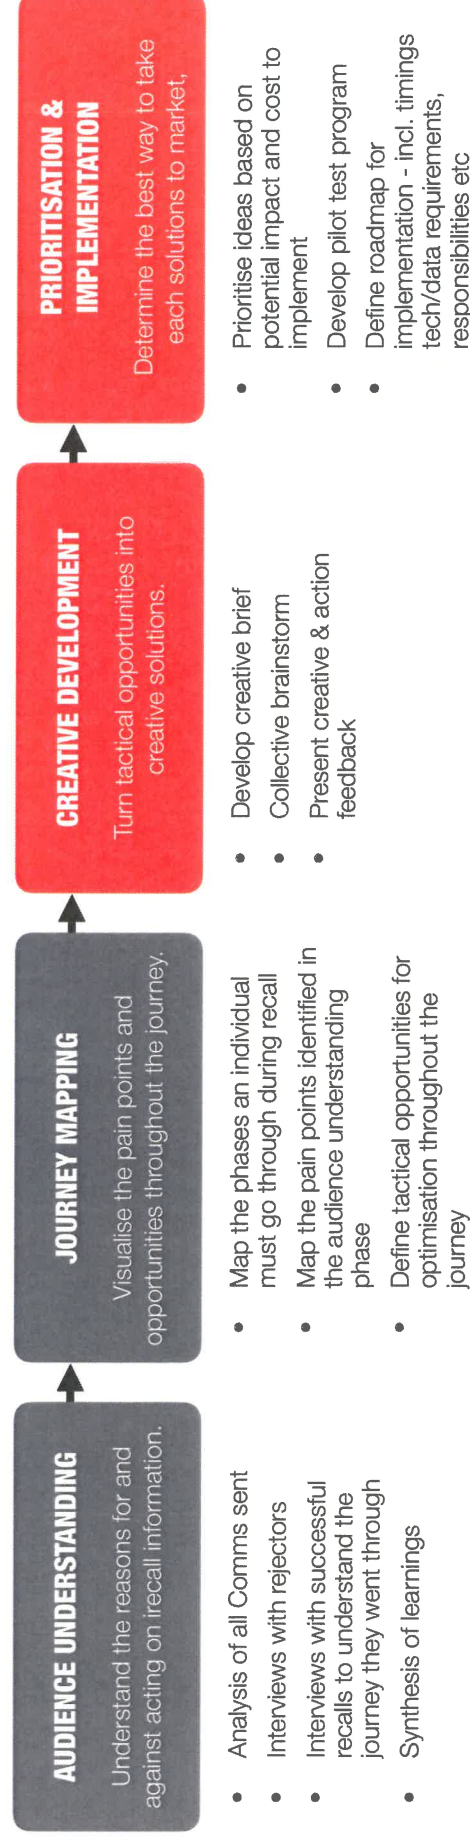 AUDIENCE UNDERSTANDING
Understand the reasons for and
against acting on irecall information.
• Analysis of all Comms sent
• Interviews with rejectors
• Interviews with successful
recalls to understand the
journey they went through
• Synthesis of learnings
JOURNEY MAPPING
Visualise the pain points and
opportunities throughout the journey.
• Map the phases an individual
must go through during recall
• Map the pain points identified in
the audience understanding
phase
• Define tactical opportunities for
optimisation throughout the
journey
CREATIVE DEVELOPMENT
Turn tactical opportunities into
creative solutions.
• Develop creative brief
• Collective brainstorm
• Present creative & action
feedback
PRIORITISATION &
IMPLEMENTATION
Determine the best way to take
each solutions to market,
• Prioritise ideas based on
potential impact and cost to
implement
• Develop pilot test program
• Define roadmap for
implementation - incl. timings
tech/data requirements,
responsibilities etc